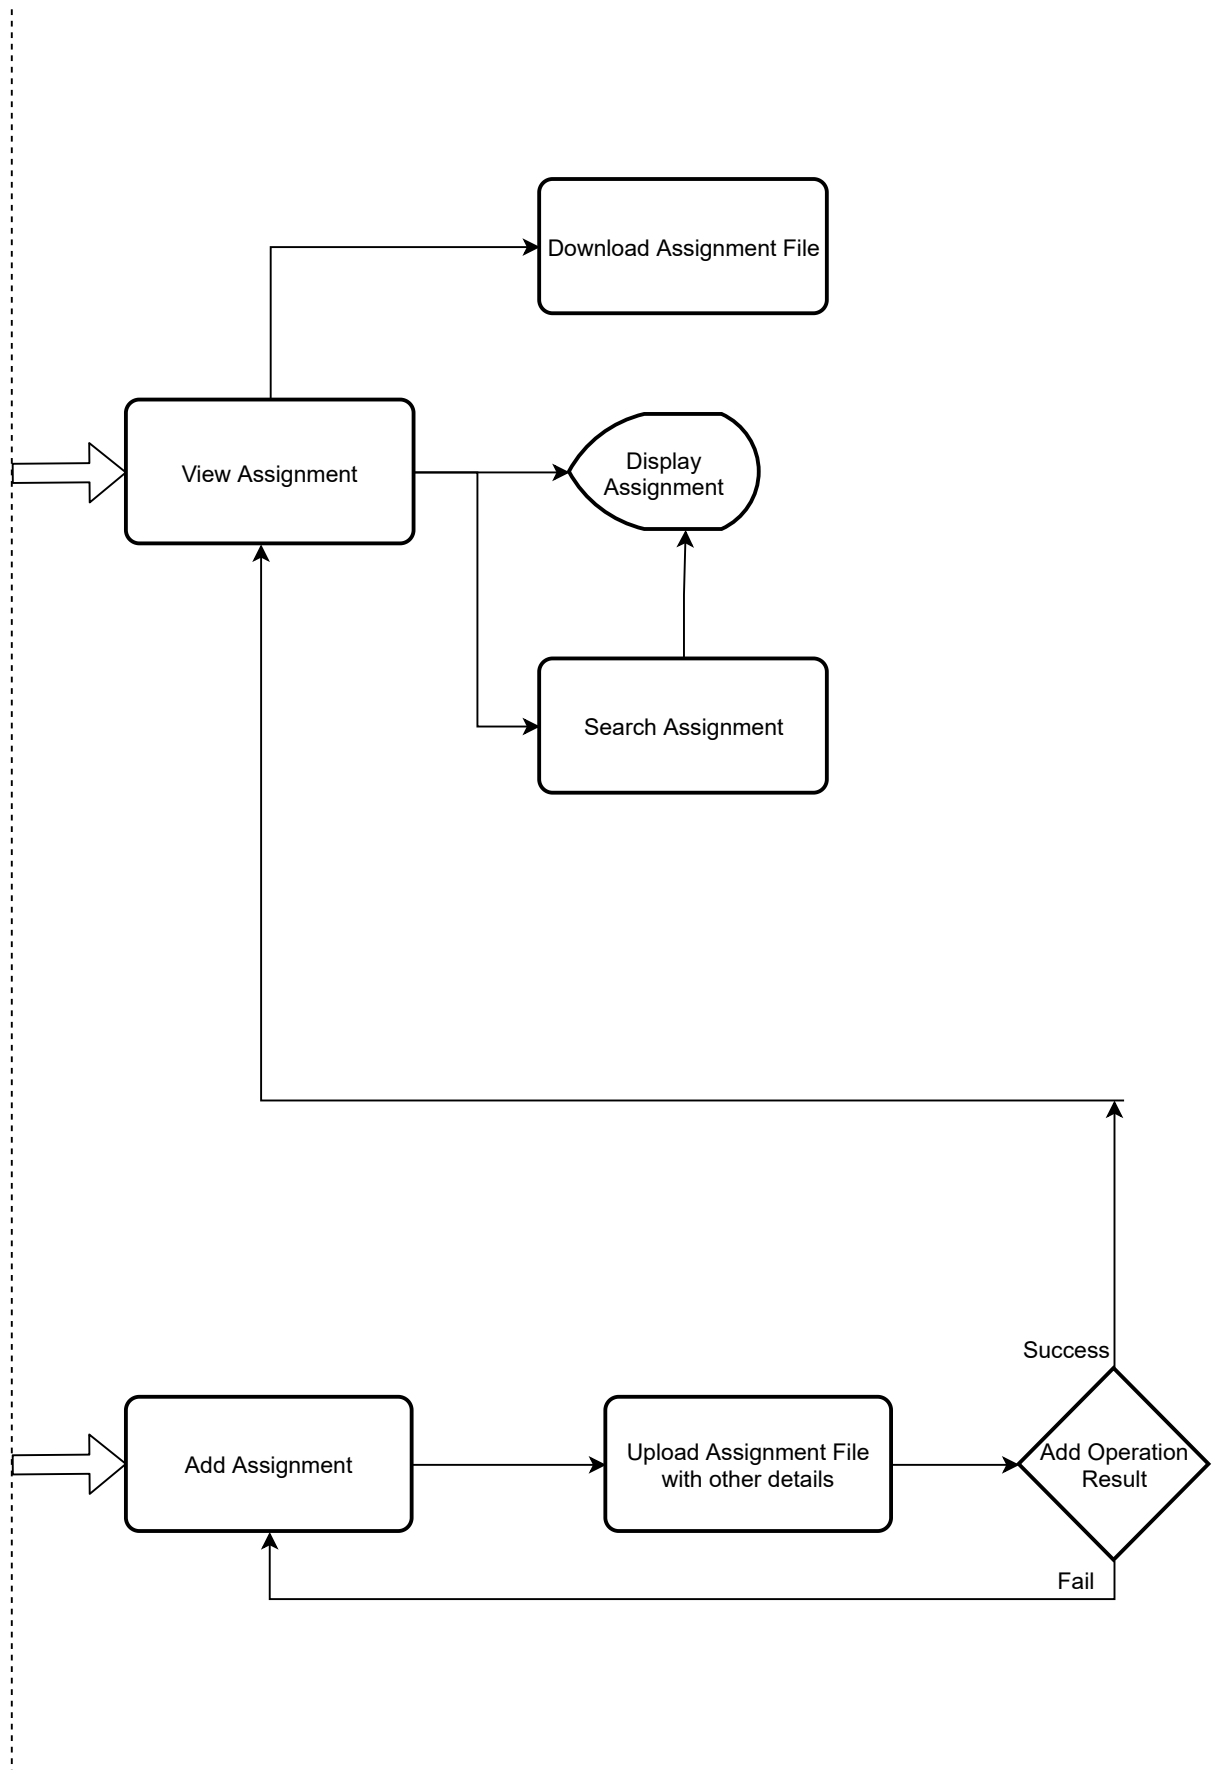 Download Assignment File
View Assignment
Display
Assignment
Search Assignment
Success
Add Assignment
Upload Assignment File
with other details
Add Operation
Result
Fail